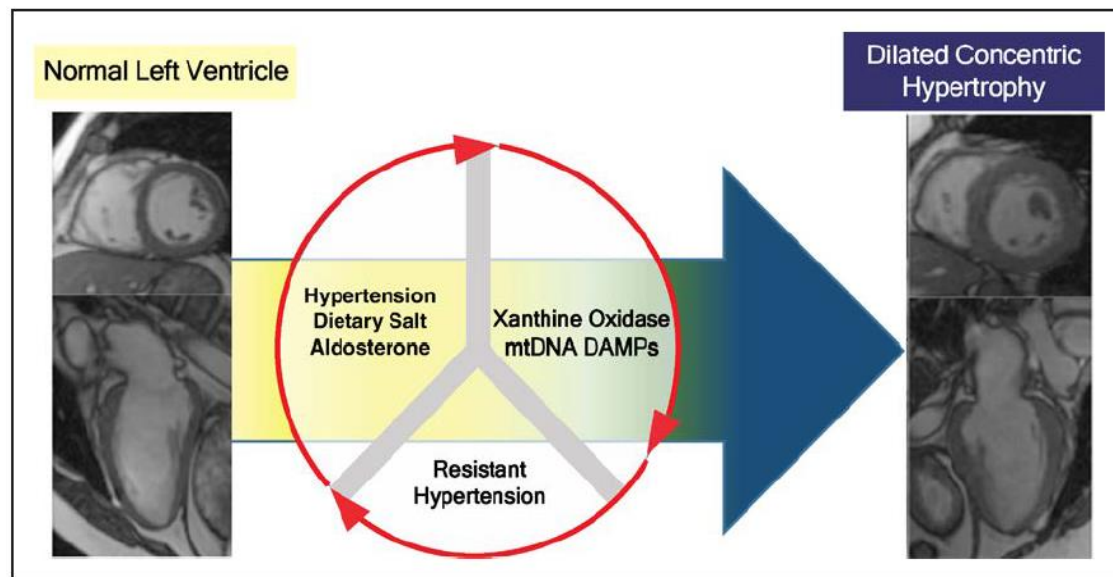 Normal Left Ventricle
Dilated Concentric
Hypertrophy
Hypertension
Dietary Salt
Aldosterone
Xanthine Oxidase
mtDNA DAMPs
Resistant
Hypertension